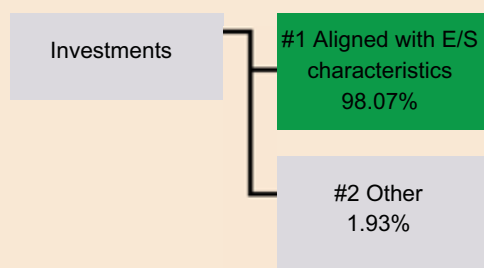 Investments
#1 Aligned with E/S
characteristics
98.07%
#2 Other
1.93%